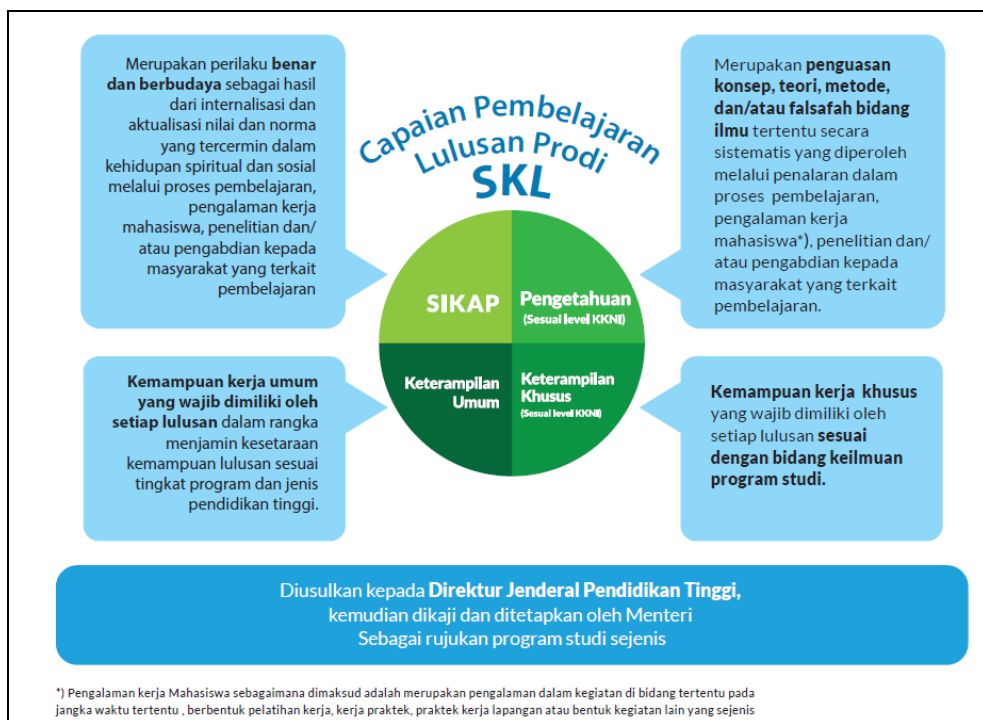 Merupakan perilaku benar
dan berbudaya sebagai hasil
dari internalisasi dan
aktualisasi nilai dan norma
yang tercermin dalam
kehidupan spiritual dan sosial
melalui proses pembelajaran,
pengalaman kerja
mahasiswa, penelitian dan/
atau pengabdian kepada
masyarakat yang terkait
pembelajaran
Capaian Pembelajaran
Lulusan Prodi
SKL
Merupakan penguasan
konsep, teori, metode,
dan/atau falsafah bidang
ilmu tertentu secara
sistematis yang diperoleh
melalui penalaran dalam
proses pembelajaran,
pengalaman kerja
mahasiswa*), penelitian dan/
atau pengabdian kepada
masyarakat yang terkait
pembelajaran.
SIKAP
Pengetahuan
(Sesuai level KKNI)
Keterampilan
Umum
Keterampilan
Khusus
(Sesuai level KKNI)
Kemampuan kerja umum
yang wajib dimiliki oleh
setiap lulusan dalam rangka
menjamin kesetaraan
kemampuan lulusan sesuai
tingkat program dan jenis
pendidikan tinggi.
Kemampuan kerja khusus
yang wajib dimiliki oleh
setiap lulusan sesuai
dengan bidang keilmuan
program studi.
Diusulkan kepada Direktur Jenderal Pendidikan Tinggi,
kemudian dikaji dan ditetapkan oleh Menteri
Sebagai rujukan program studi sejenis
*) Pengalaman kerja Mahasiswa sebagaimana dimaksud adalah merupakan pengalaman dalam kegiatan di bidang tertentu pada
jangka waktu tertentu , berbentuk pelatihan kerja, kerja praktek, praktek kerja lapangan atau bentuk kegiatan lain yang sejenis